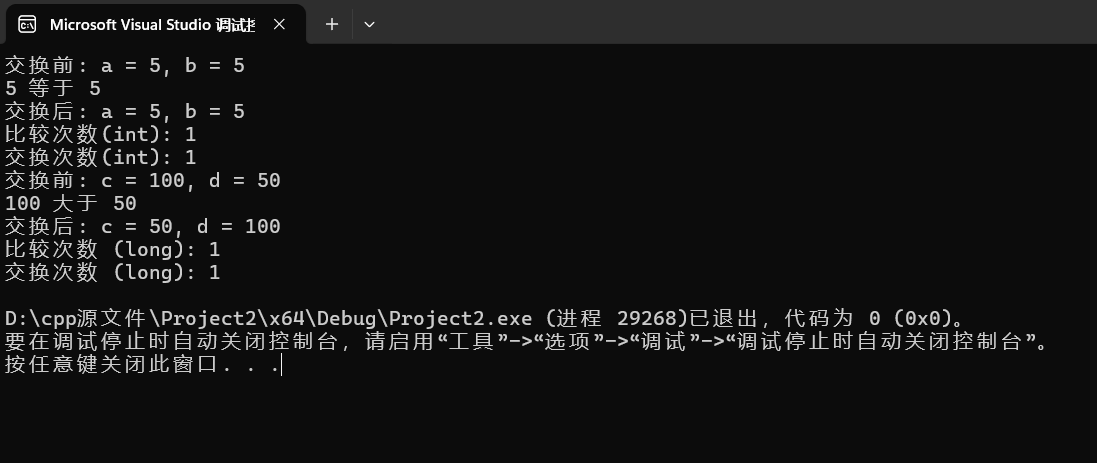 Microsoft Visual Studio 调试
交换前: a = 5, b = 5
5 等于 5
交换后: a = 5, b = 5
比较次数(int): 1
交换次数(int): 1
交换前: c = 100, d = 50
100 大于 50
交换后: c = 50, d = 100
比较次数 (long): 1
交换次数 (long): 1
D:\cpp源文件\Project2\x64\Debug\Project2.exe (进程 29268)已退出，代码为 0 (0x0)。
要在调试停止时自动关闭控制台，请启用“工具”->“选项”->“调试”->“调试停止时自动关闭控制台”。
按任意键关闭此窗口. . .